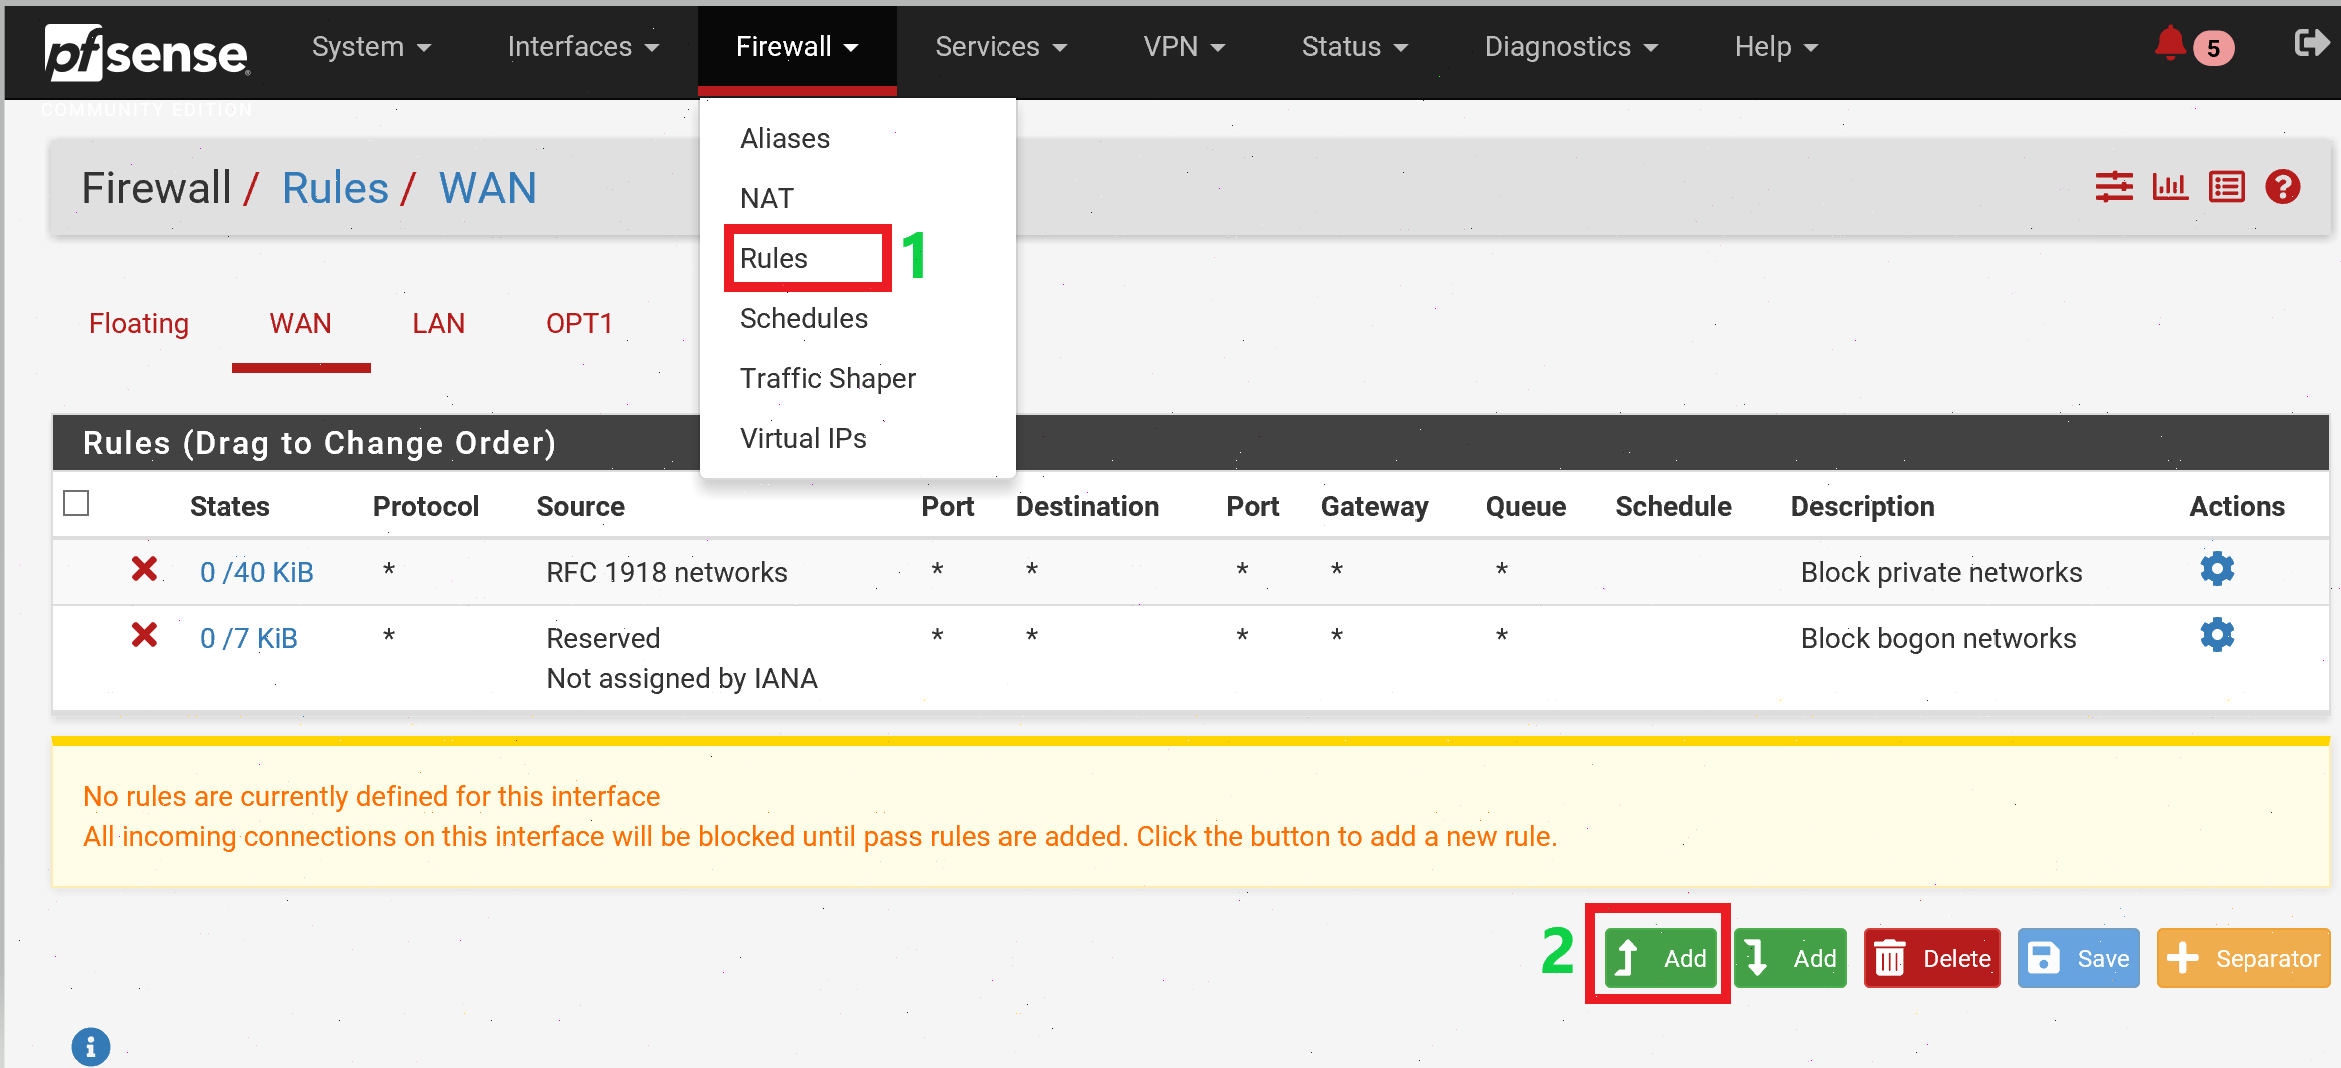 pfsense
COMMUNITY EDITION
System Interfaces Firewall Services VPN Status Diagnostics Help 5
Aliases
NAT
Rules 1
Schedules
Traffic Shaper
Virtual IPs
Firewall / Rules / WAN
Floating WAN LAN OPT1
Rules (Drag to Change Order)
States Protocol Source Port Destination Port Gateway Queue Schedule Description Actions
0 /40 KiB * RFC 1918 networks * * * * * Block private networks
0 /7 KiB * Reserved * * * * * Block bogon networks
Not assigned by IANA
No rules are currently defined for this interface
All incoming connections on this interface will be blocked until pass rules are added. Click the button to add a new rule.
2 Add Add Delete Save Separator